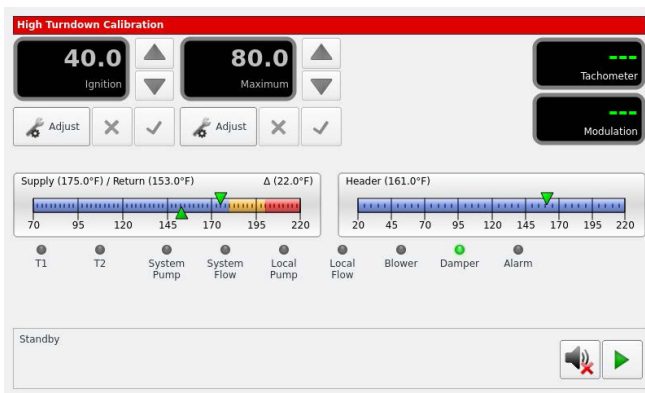 High Turndown Calibration
40.0
Ignition
80.0
Maximum
---
Tachometer
Adjust
Adjust
---
Modulation
Supply (175.0°F) / Return (153.0°F) Δ (22.0°F)
70 95 120 145 170 195 220
Header (161.0°F)
20 45 70 95 120 145 170 195 220
T1
T2
System
Pump
System
Flow
Local
Pump
Local
Flow
Blower
Damper
Alarm
Standby